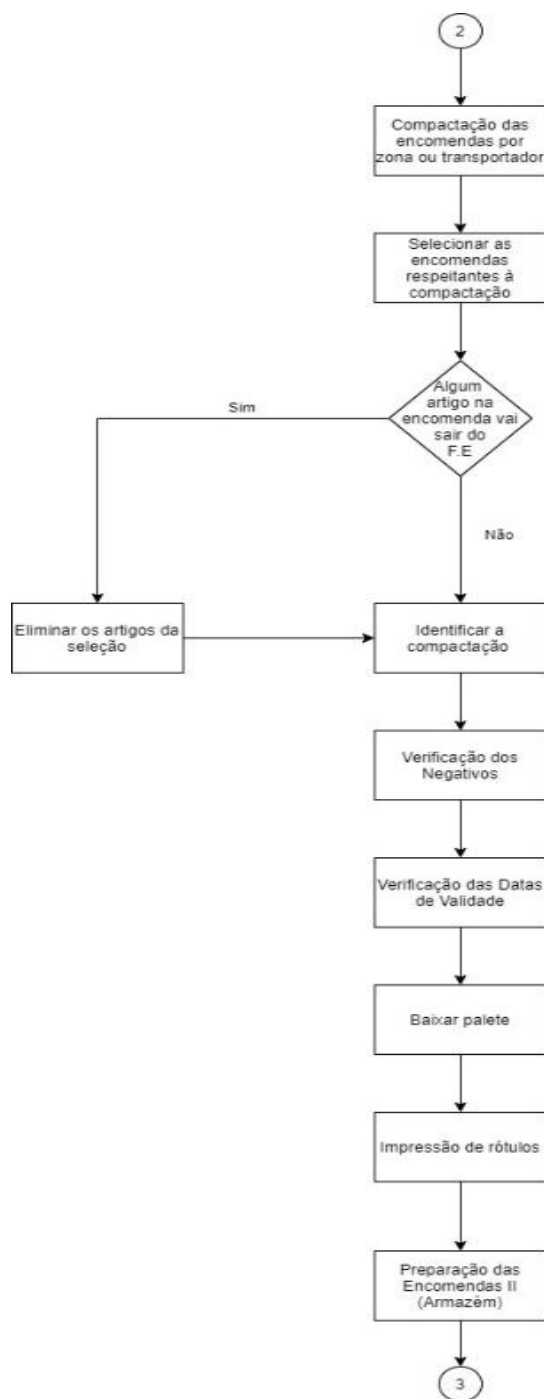 2
Compactação das
encomendas por
zona ou transportador
Selecionar as
encomendas
respeitantes à
compactação
Algum
artigo na
encomenda vai
sair do
F.E
Sim
Não
Eliminar os artigos da
seleção
Identificar a
compactação
Verificação dos
Negativos
Verificação das Datas
de Validade
Baixar palete
Impressão de rótulos
Preparação das
Encomendas II
(Armazém)
3